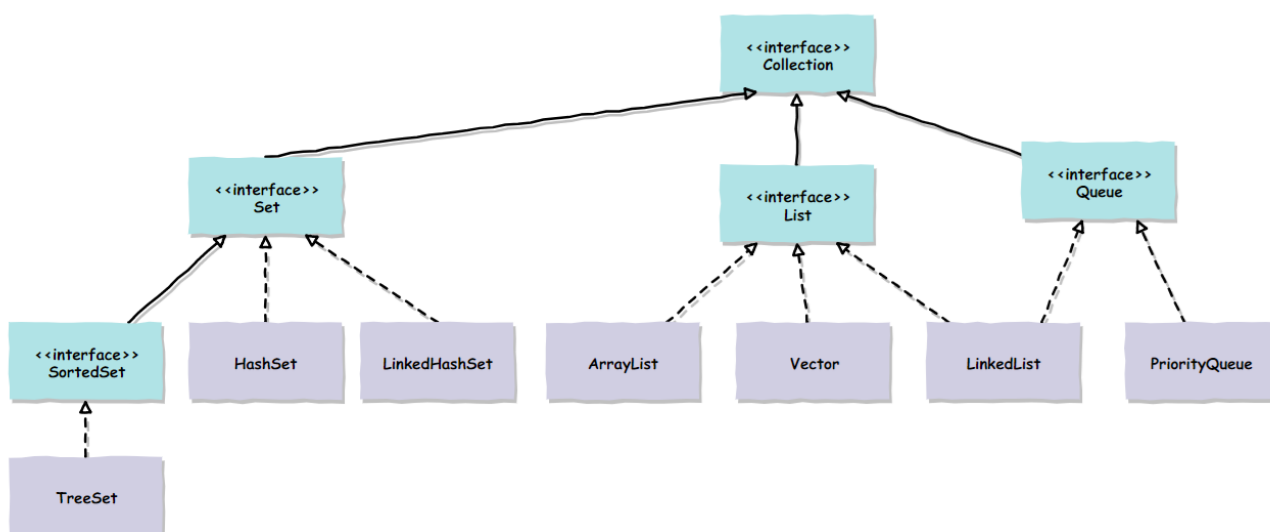 <<interface>>
Collection
<<interface>>
Set
<<interface>>
List
<<interface>>
Queue
<<interface>>
SortedSet
HashSet
LinkedHashSet
ArrayList
Vector
LinkedList
PriorityQueue
TreeSet